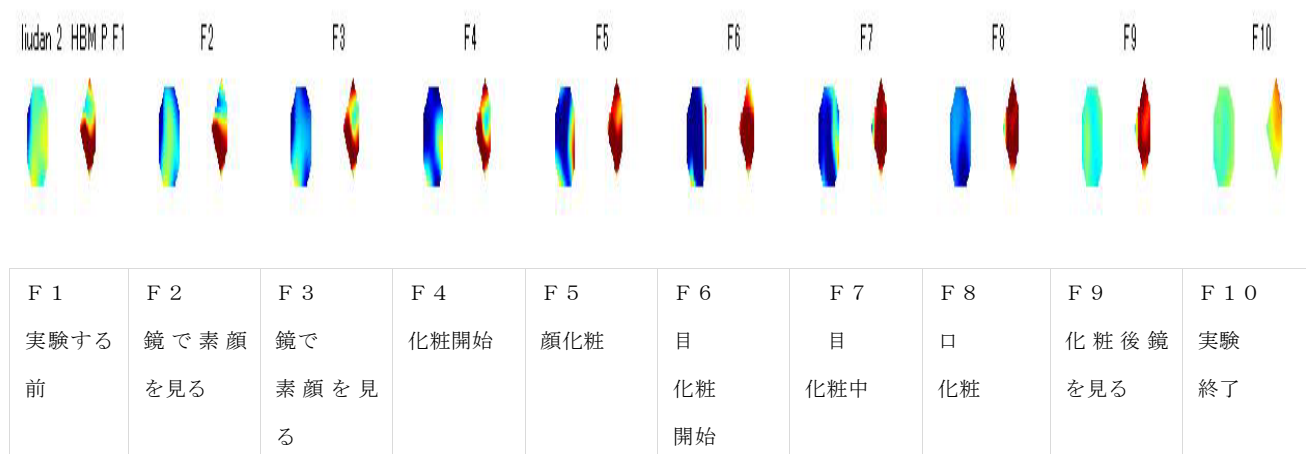 liudan 2 HBM P F1 F2 F3 F4 F5 F6 F7 F8 F9 F10
F1
実験する
前
F2
鏡で素顔
を見る
F3
鏡で
素顔を見
る
F4
化粧開始
F5
顔化粧
F6
目
化粧
開始
F7
目
化粧中
F8
口
化粧
F9
化粧後鏡
を見る
F10
実験
終了